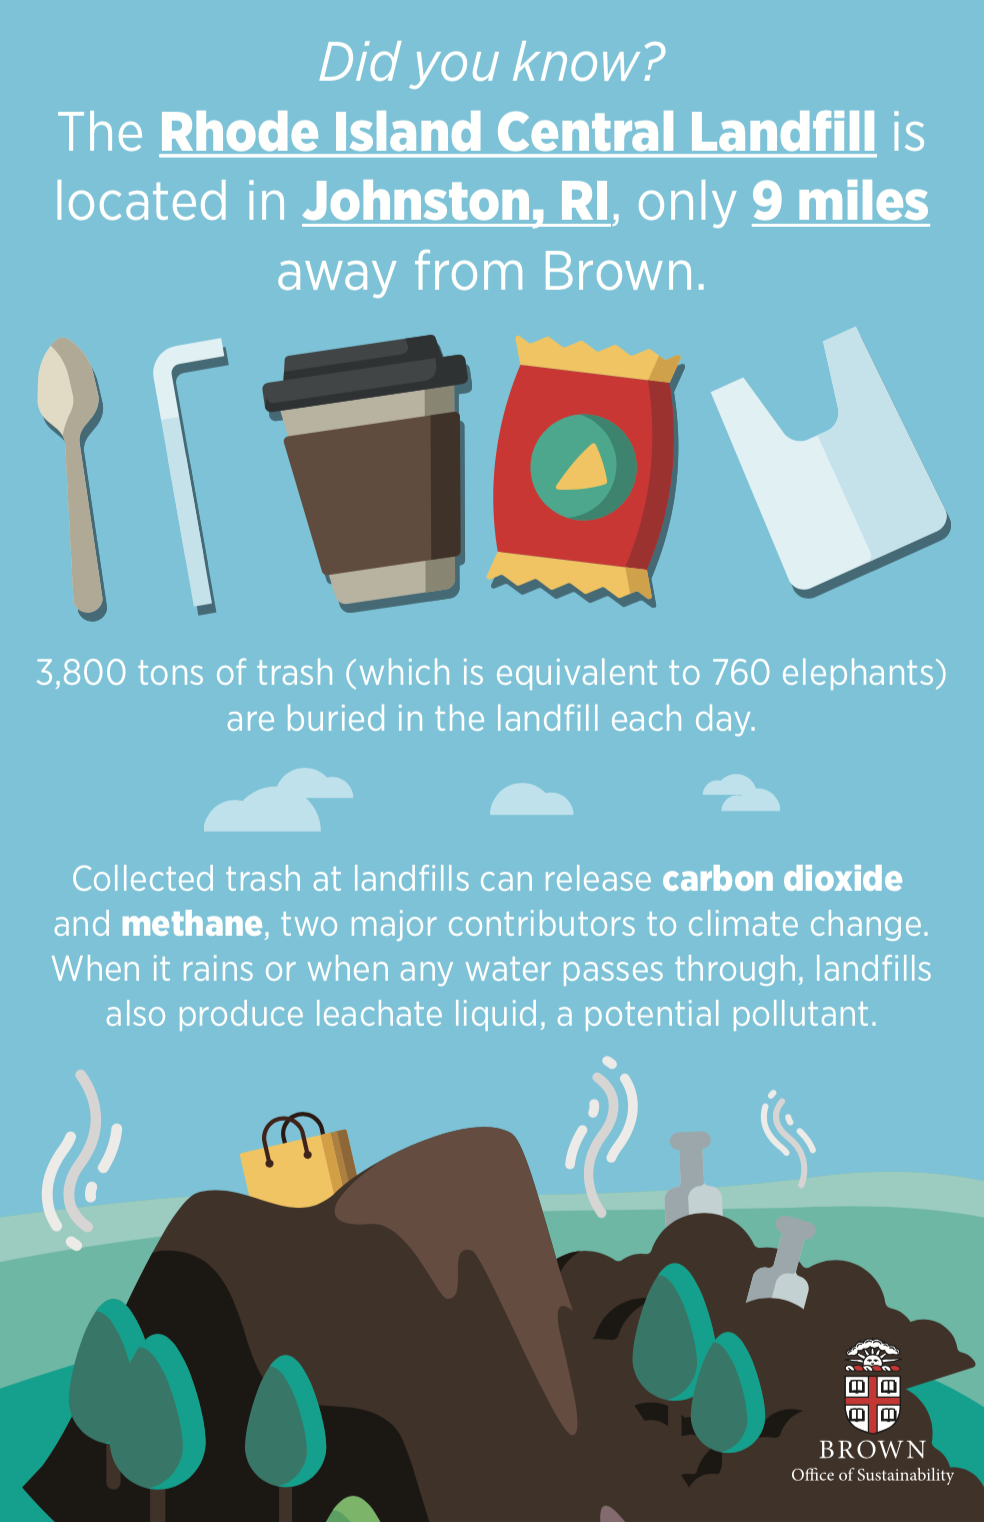 Did you know?
The Rhode Island Central Landfill is
located in Johnston, RI, only 9 miles
away from Brown.
3,800 tons of trash (which is equivalent to 760 elephants)
are buried in the landfill each day.
Collected trash at landfills can release carbon dioxide
and methane, two major contributors to climate change.
When it rains or when any water passes through, landfills
also produce leachate liquid, a potential pollutant.
BROWN
Office of Sustainability